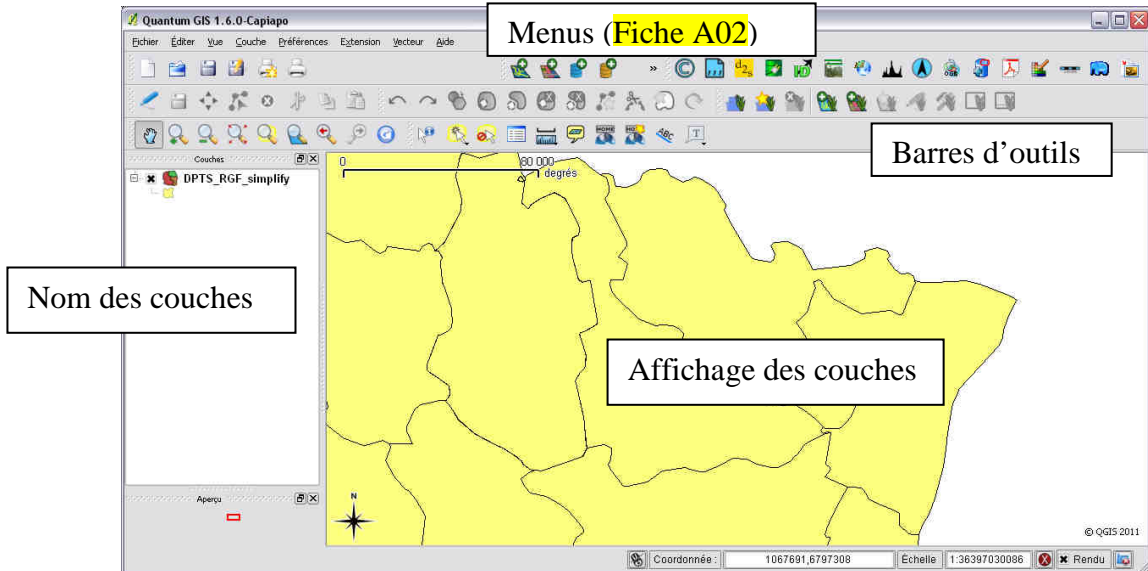 Quantum GIS 1.6.0-Capiapo
Menus (Fiche A02)
Fichier Éditer Vue Couche Préférences Extension Vecteur Aide
Barres d’outils
Couches
DPTS_RGF_simplify
0 80 000
degrés
Nom des couches
Affichage des couches
Aperçu
N
© QGIS 2011
Coordonnée : 1067691,6797308 Échelle 1:36397030086 Rendu